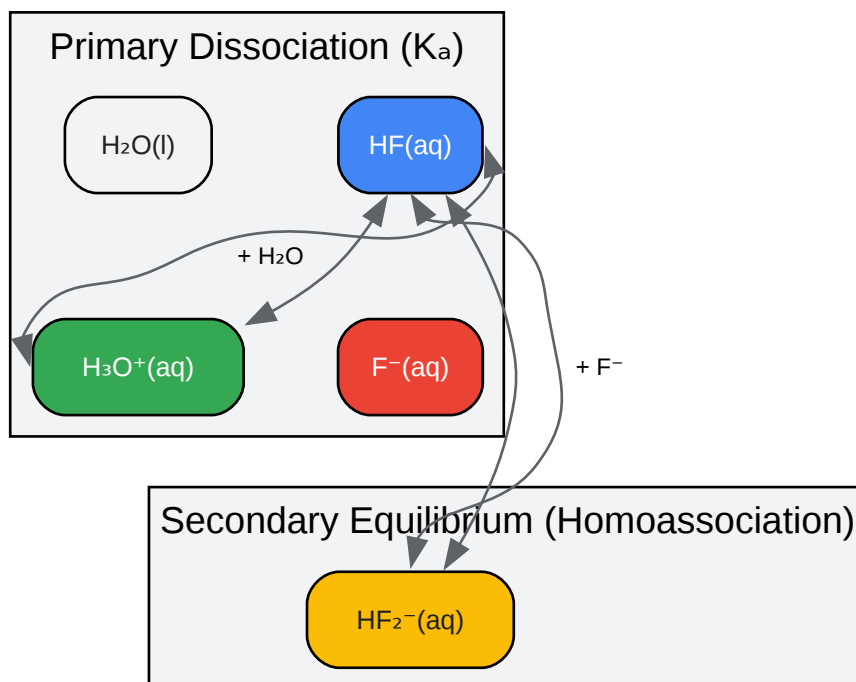 Primary Dissociation (Kₐ)
H₂O(l)
HF(aq)
+ H₂O
H₃O⁺(aq)
F⁻(aq)
+ F⁻
Secondary Equilibrium (Homoassociation)
HF₂⁻(aq)